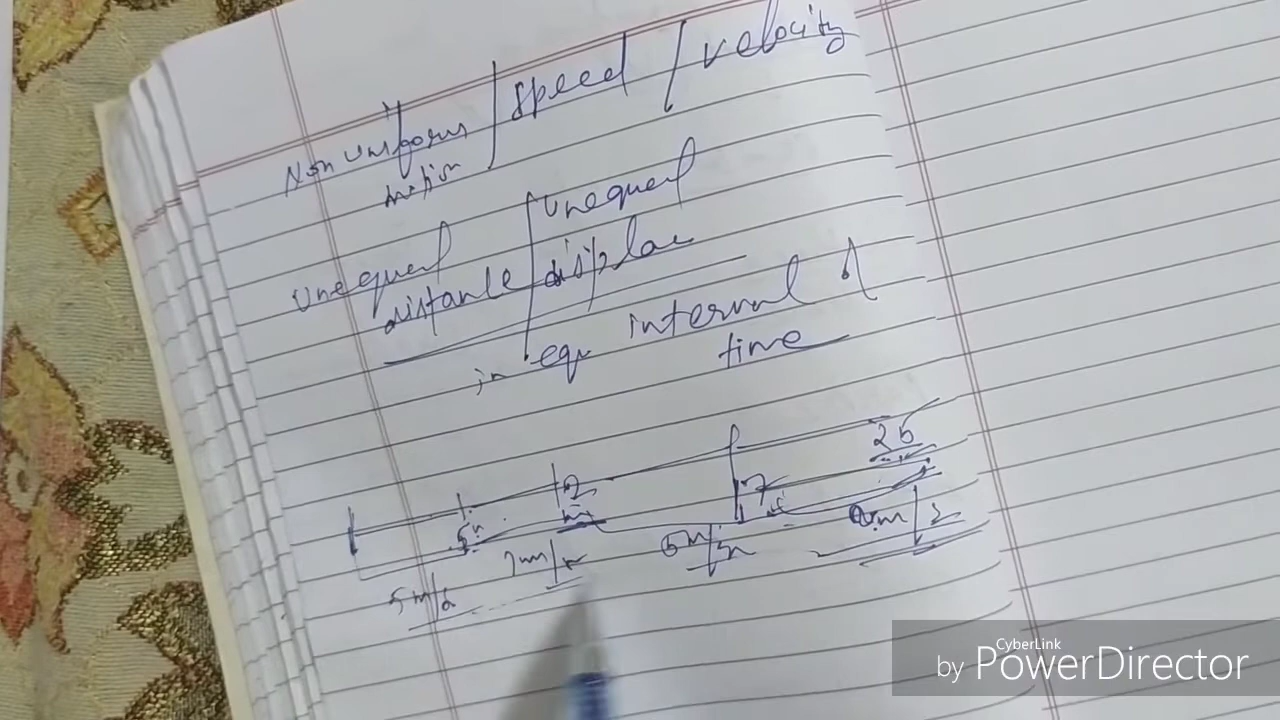 Non uniform / speed / velocity
motion
unequal / unequal
distance / displac
in equ interval of
time
5m 12 17 25
5m/s 7m/s 5m/s
CyberLink
by PowerDirector